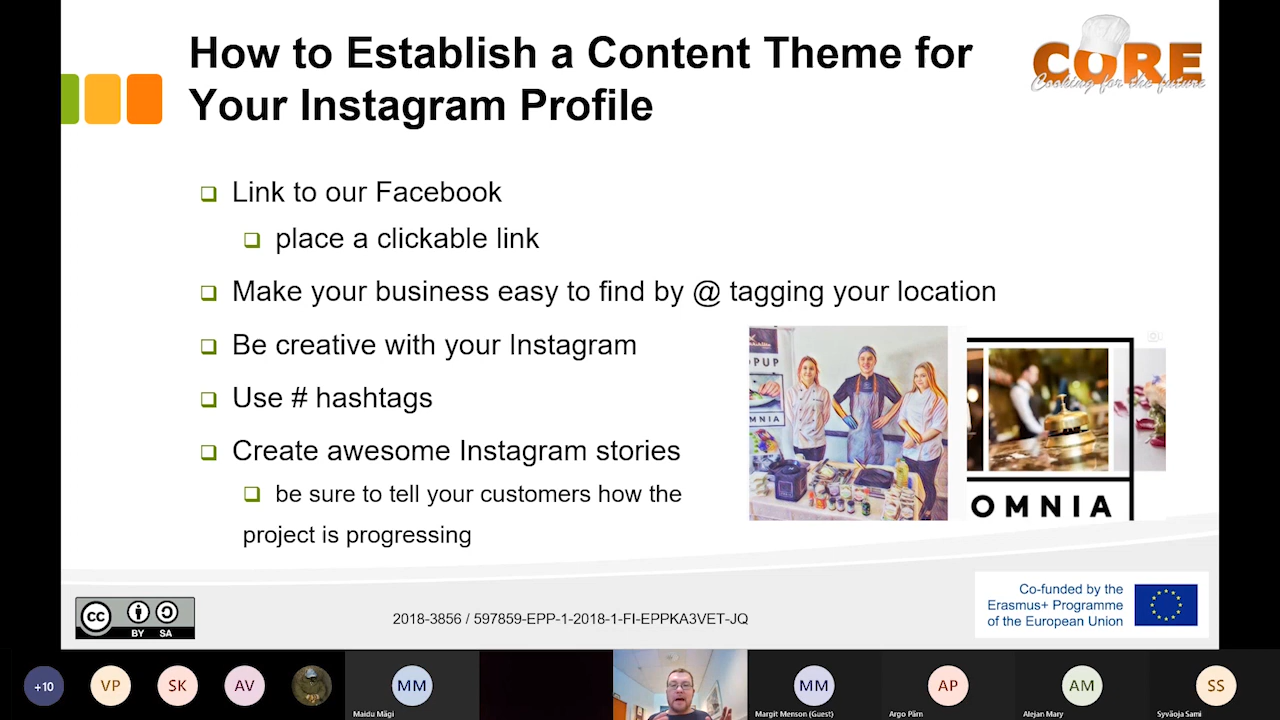 How to Establish a Content Theme for
Your Instagram Profile
CORE
Cooking for the future
Link to our Facebook
place a clickable link
Make your business easy to find by @ tagging your location
Be creative with your Instagram
Use # hashtags
Create awesome Instagram stories
be sure to tell your customers how the
project is progressing
OPUP
MNIA
OMNIA
cc BY SA
2018-3856 / 597859-EPP-1-2018-1-FI-EPPKA3VET-JQ
Co-funded by the
Erasmus+ Programme
of the European Union
+10 VP SK AV MM MM AP AM SS
Maidu Mägi Margit Menson (Guest) Argo Pärn Alejan Mary Syväoja Sami